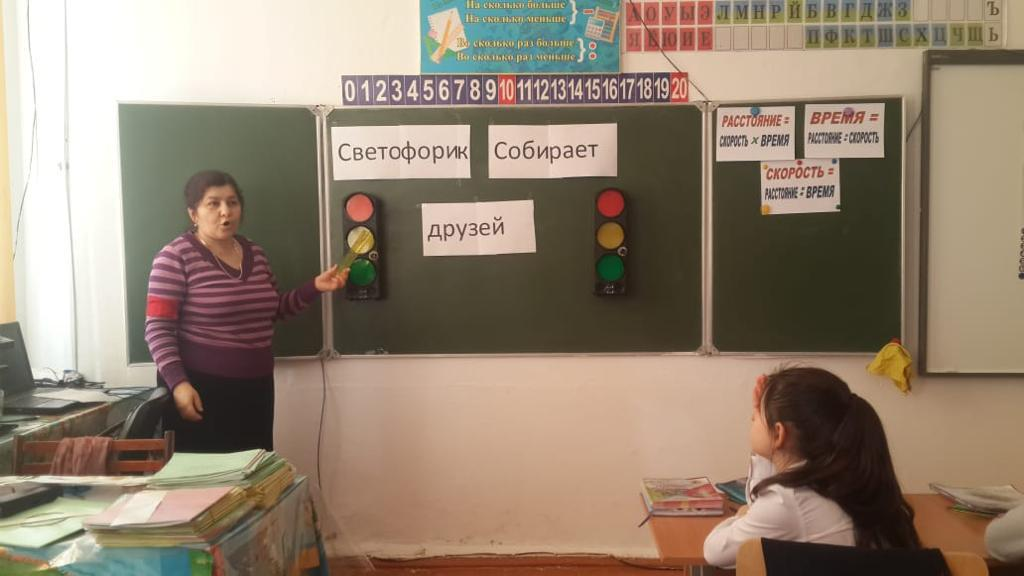 На сколько больше
На сколько меньше
Во сколько раз больше
Во сколько раз меньше
А О У Ы Э Л М Н Р Й Б В Г Д Ж З Ъ
Я Ё Ю И Е П Ф К Т Ш С Х Ц Ч Щ Ь
0 1 2 3 4 5 6 7 8 9 10 11 12 13 14 15 16 17 18 19 20
Светофорик Собирает
друзей
РАССТОЯНИЕ =
СКОРОСТЬ × ВРЕМЯ
ВРЕМЯ =
РАССТОЯНИЕ : СКОРОСТЬ
СКОРОСТЬ =
РАССТОЯНИЕ : ВРЕМЯ